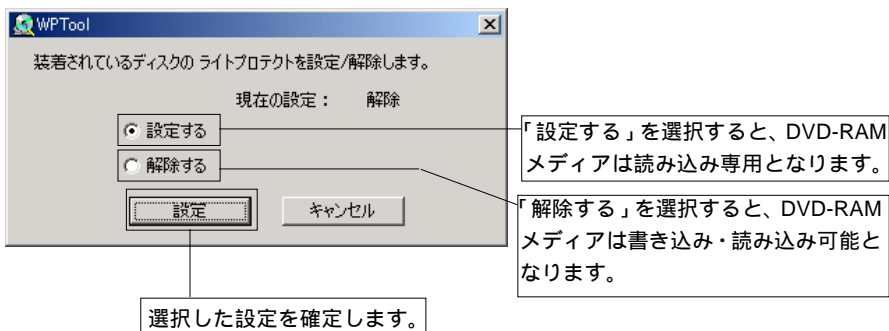 WPTool
装着されているディスクの ライトプロテクトを設定/解除します。
現在の設定： 解除
設定する
解除する
設定
キャンセル
「設定する」を選択すると、DVD-RAM
メディアは読み込み専用となります。
「解除する」を選択すると、DVD-RAM
メディアは書き込み・読み込み可能と
なります。
選択した設定を確定します。